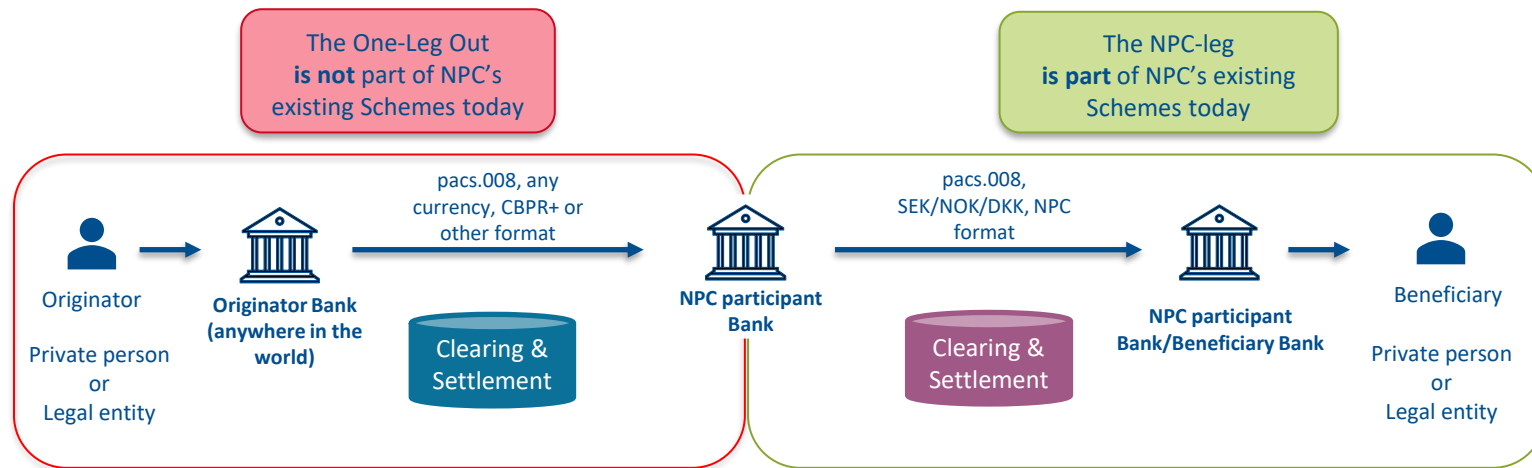 The One-Leg Out
is not part of NPC's
existing Schemes today
The NPC-leg
is part of NPC's existing
Schemes today
Originator
Private person
or
Legal entity
Originator Bank
(anywhere in the
world)
pacs.008, any
currency, CBPR+ or
other format
Clearing &
Settlement
NPC participant
Bank
pacs.008,
SEK/NOK/DKK, NPC
format
Clearing &
Settlement
NPC participant
Bank/Beneficiary Bank
Beneficiary
Private person
or
Legal entity